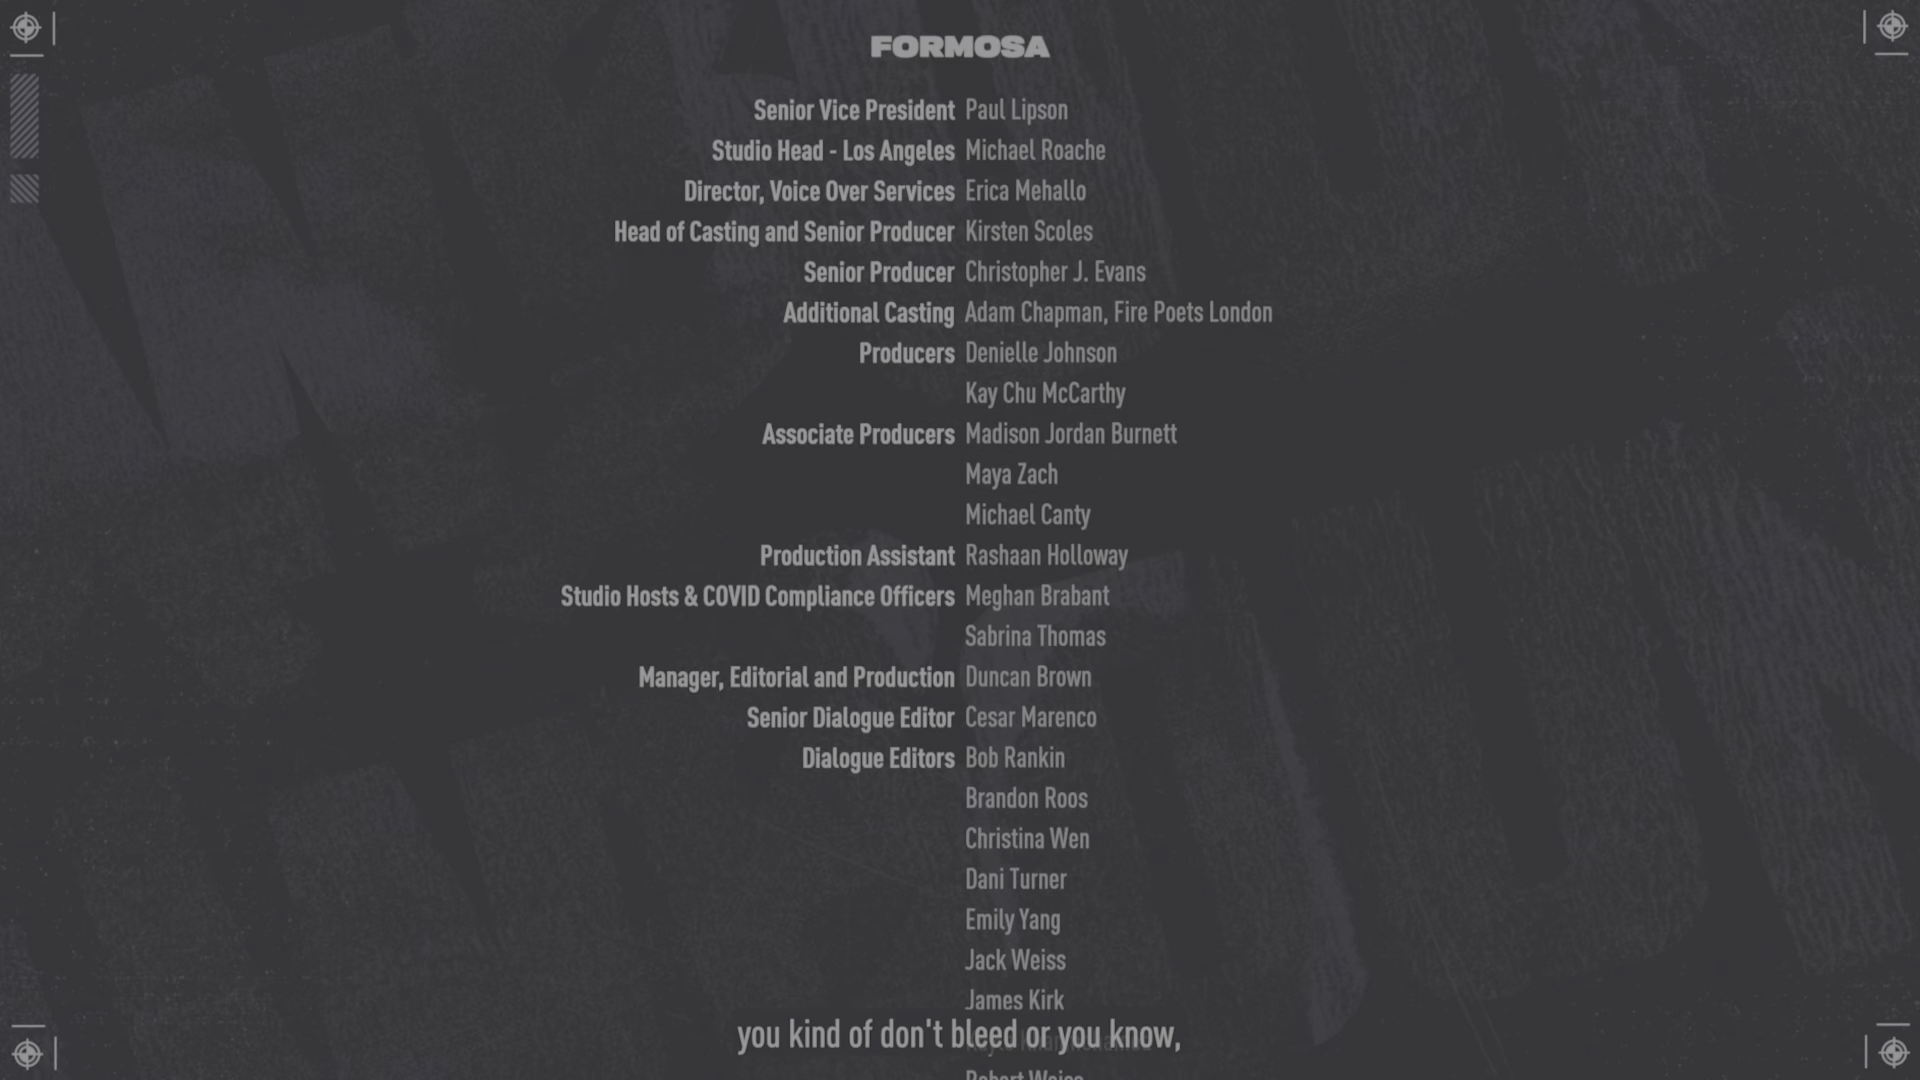 FORMOSA
Senior Vice President Paul Lipson
Studio Head - Los Angeles Michael Roache
Director, Voice Over Services Erica Mehallo
Head of Casting and Senior Producer Kirsten Scoles
Senior Producer Christopher J. Evans
Additional Casting Adam Chapman, Fire Poets London
Producers Denielle Johnson
Kay Chu McCarthy
Associate Producers Madison Jordan Burnett
Maya Zach
Michael Canty
Production Assistant Rashaan Holloway
Studio Hosts & COVID Compliance Officers Meghan Brabant
Sabrina Thomas
Manager, Editorial and Production Duncan Brown
Senior Dialogue Editor Cesar Marenco
Dialogue Editors Bob Rankin
Brandon Roos
Christina Wen
Dani Turner
Emily Yang
Jack Weiss
James Kirk
you kind of don't bleed or you know,
Robert Weiss